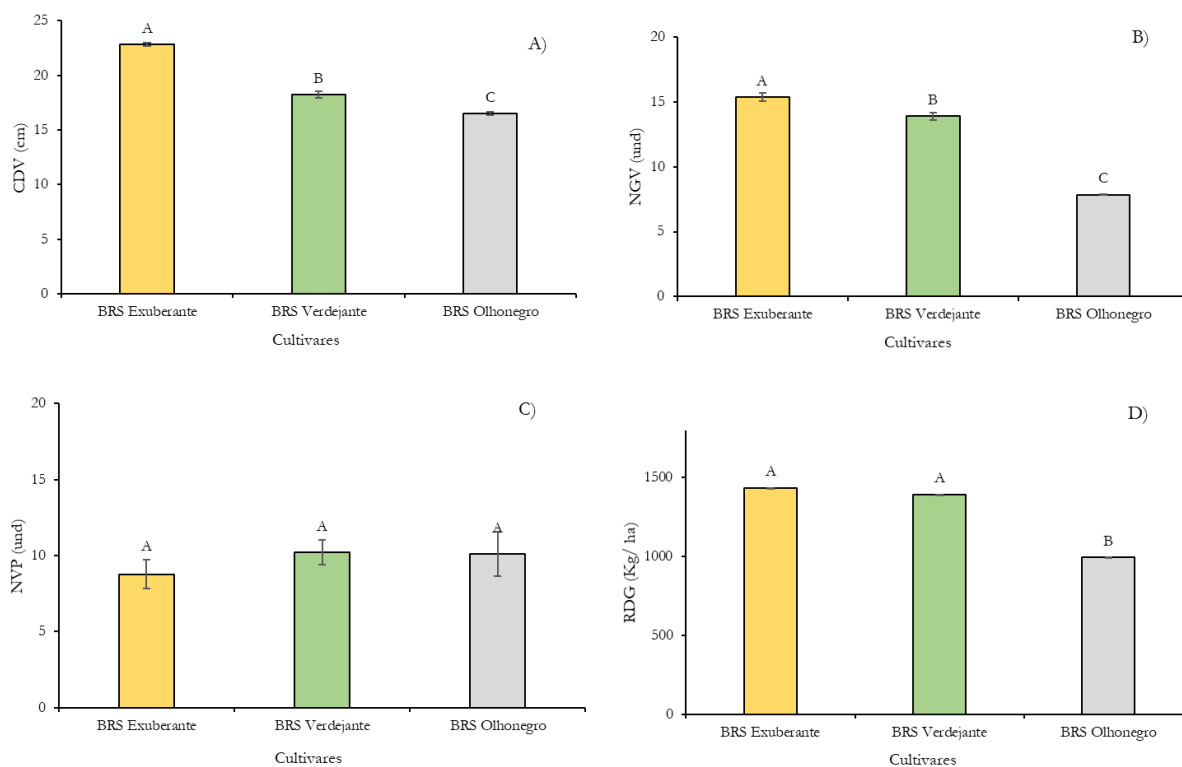 A)
CDV (cm)
25
20
15
10
5
0
A
B
C
BRS Exuberante BRS Verdejante BRS Olhonegro
Cultivares
B)
NGV (und)
20
15
10
5
0
A
B
C
BRS Exuberante BRS Verdejante BRS Olhonegro
Cultivares
C)
NVP (und)
20
15
10
5
0
A
A
A
BRS Exuberante BRS Verdejante BRS Olhonegro
Cultivares
D)
RDG (Kg/ ha)
1500
1000
500
0
A
A
B
BRS Exuberante BRS Verdejante BRS Olhonegro
Cultivares